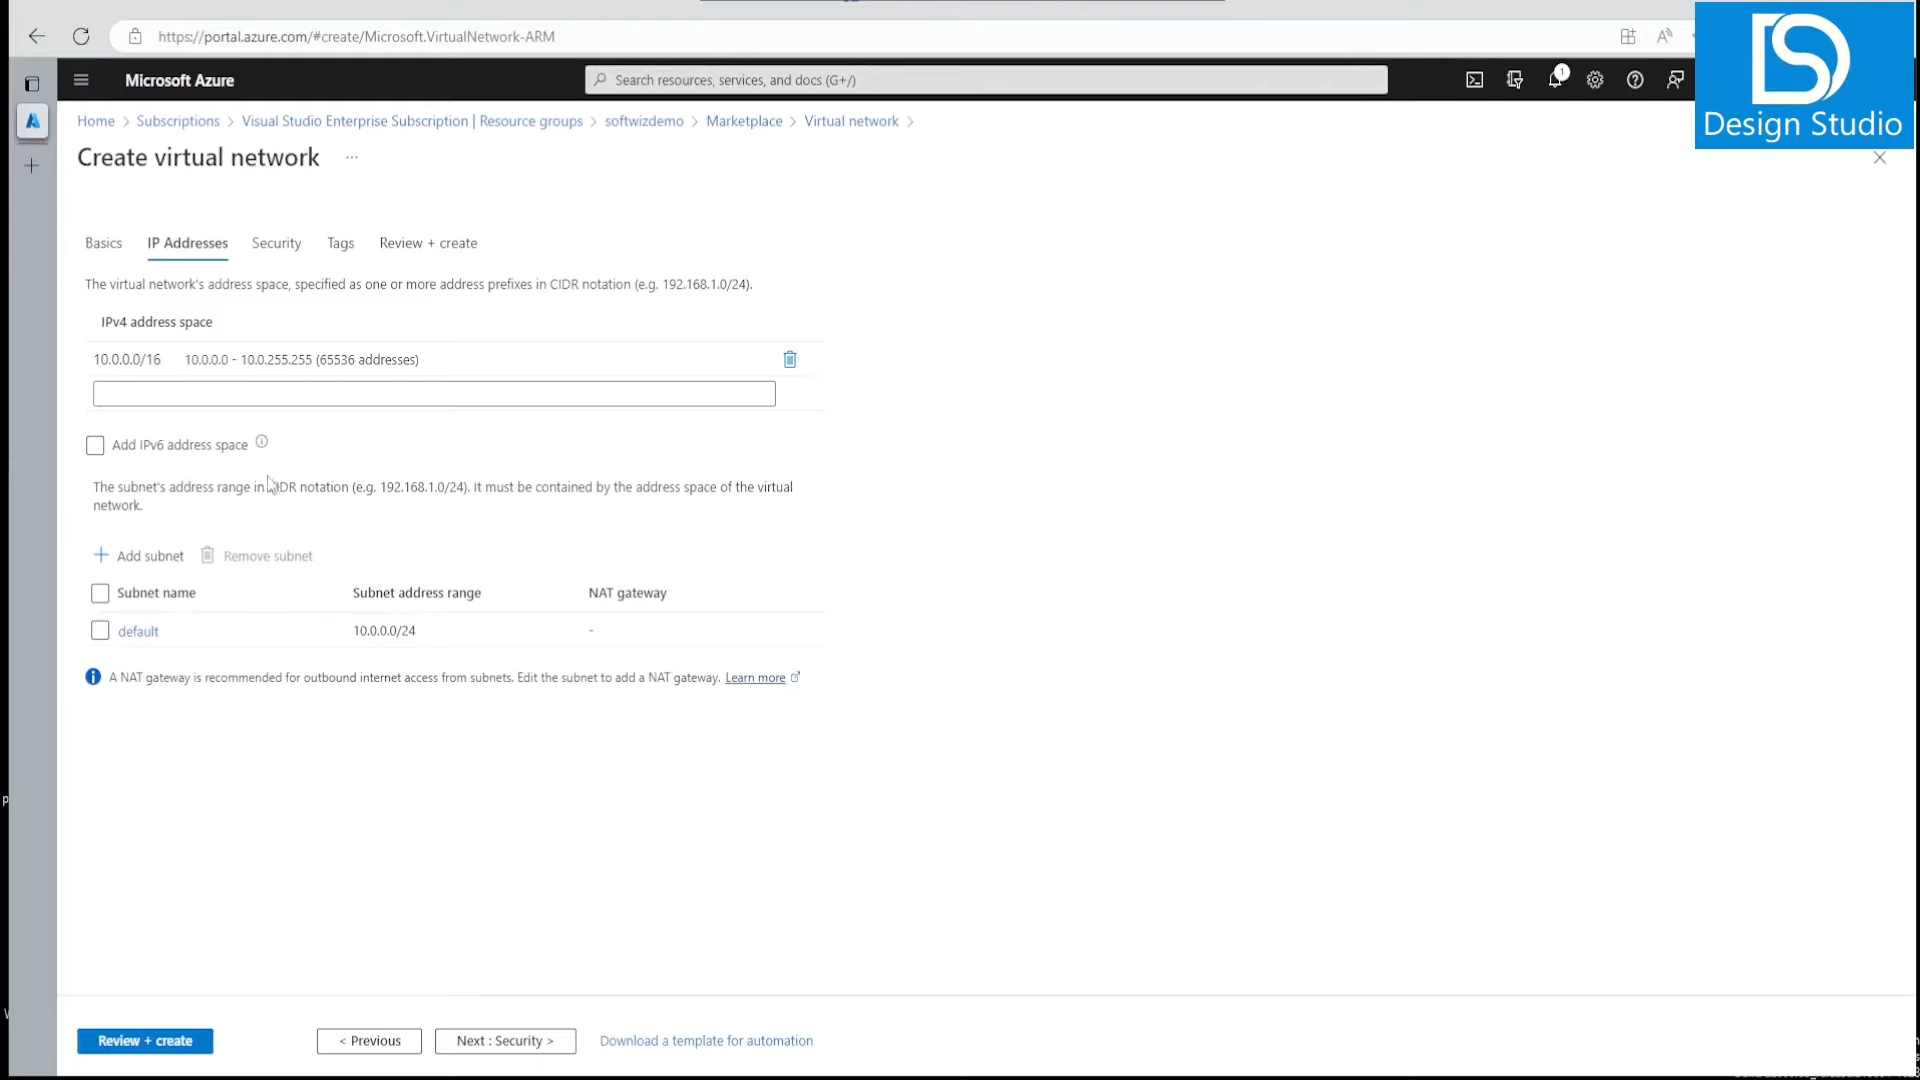 https://portal.azure.com/#create/Microsoft.VirtualNetwork-ARM
Design Studio
Microsoft Azure
Search resources, services, and docs (G+/)
1
Home > Subscriptions > Visual Studio Enterprise Subscription | Resource groups > softwizdemo > Marketplace > Virtual network >
Create virtual network ...
Basics IP Addresses Security Tags Review + create
The virtual network's address space, specified as one or more address prefixes in CIDR notation (e.g. 192.168.1.0/24).
IPv4 address space
10.0.0.0/16 10.0.0.0 - 10.0.255.255 (65536 addresses)
Add IPv6 address space
The subnet's address range in CIDR notation (e.g. 192.168.1.0/24). It must be contained by the address space of the virtual
network.
Add subnet Remove subnet
Subnet name Subnet address range NAT gateway
default 10.0.0.0/24 -
A NAT gateway is recommended for outbound internet access from subnets. Edit the subnet to add a NAT gateway. Learn more
Review + create < Previous Next : Security > Download a template for automation